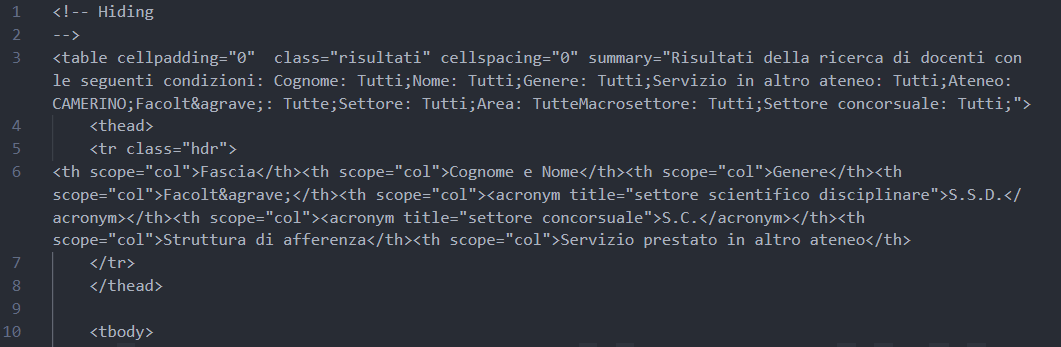 1 <!-- Hiding
2 -->
3 <table cellpadding="0"  class="risultati" cellspacing="0" summary="Risultati della ricerca di docenti con
le seguenti condizioni: Cognome: Tutti;Nome: Tutti;Genere: Tutti;Servizio in altro ateneo: Tutti;Ateneo:
CAMERINO;Facolt&agrave;: Tutte;Settore: Tutti;Area: TutteMacrosettore: Tutti;Settore concorsuale: Tutti;">
4     <thead>
5     <tr class="hdr">
6 <th scope="col">Fascia</th><th scope="col">Cognome e Nome</th><th scope="col">Genere</th><th
scope="col">Facolt&agrave;</th><th scope="col"><acronym title="settore scientifico disciplinare">S.S.D.</
acronym></th><th scope="col"><acronym title="settore concorsuale">S.C.</acronym></th><th
scope="col">Struttura di afferenza</th><th scope="col">Servizio prestato in altro ateneo</th>
7     </tr>
8     </thead>
9
10     <tbody>